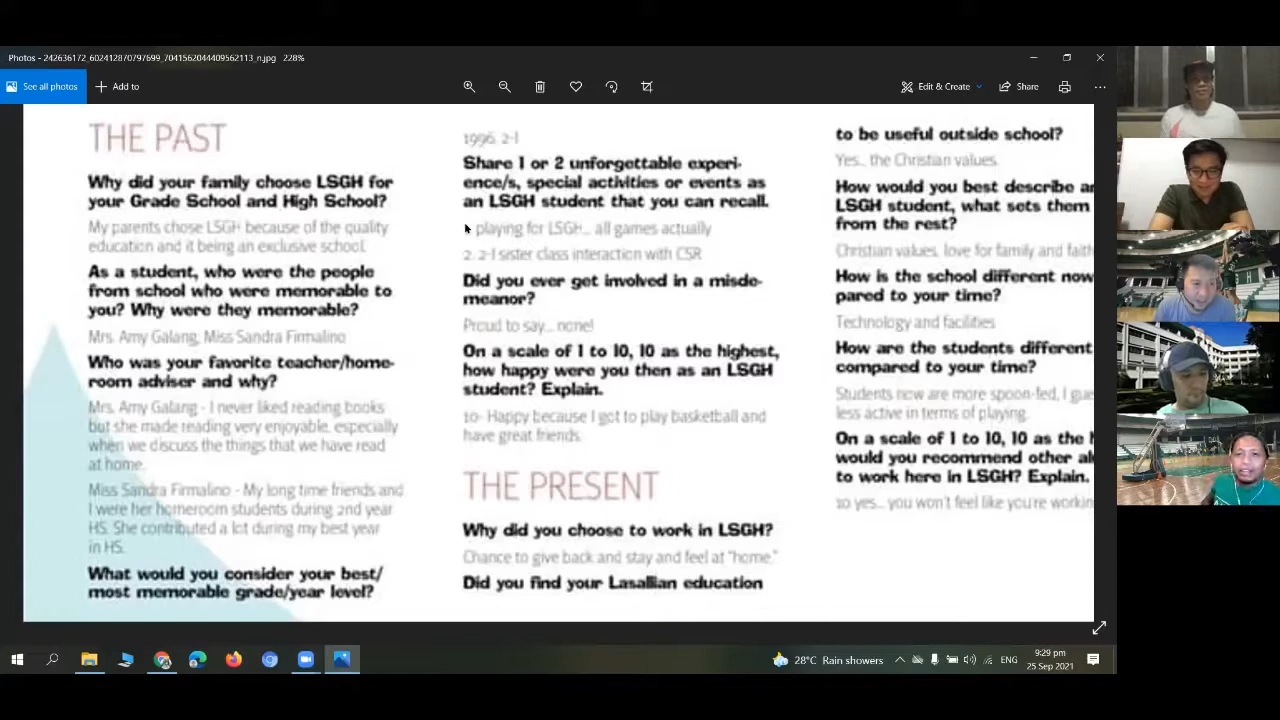 Photos - 242636172_602412870797699_7041562044409562113_n.jpg 228%
See all photos
Add to
Edit & Create
Share
THE PAST
Why did your family choose LSGH for
your Grade School and High School?
My parents chose LSGH because of the quality
education and it being an exclusive school.
As a student, who were the people
from school who were memorable to
you? Why were they memorable?
Mrs. Amy Galang; Miss Sandra Firmalino
Who was your favorite teacher/home-
room adviser and why?
Mrs. Amy Galang - I never liked reading books
but she made reading very enjoyable, especially
when we discuss the things that we have read
at home.
Miss Sandra Firmalino - My long time friends and
I were her homeroom students during 2nd year
HS. She contributed a lot during my best year
in HS.
What would you consider your best/
most memorable grade/year level?
1996. 2-I
Share 1 or 2 unforgettable experi-
ence/s, special activities or events as
an LSGH student that you can recall.
playing for LSGH... all games actually
2. 2-I sister class interaction with CSR
Did you ever get involved in a misde-
meanor?
Proud to say... none!
On a scale of 1 to 10, 10 as the highest,
how happy were you then as an LSGH
student? Explain.
10- Happy because I got to play basketball and
have great friends.
THE PRESENT
Why did you choose to work in LSGH?
Chance to give back and stay and feel at "home."
Did you find your Lasallian education
to be useful outside school?
Yes... the Christian values.
How would you best describe an
LSGH student, what sets them
from the rest?
Christian values, love for family and faith
How is the school different now
pared to your time?
Technology and facilities
How are the students different
compared to your time?
Students now are more spoon-fed, I gue
less active in terms of playing.
On a scale of 1 to 10, 10 as the h
would you recommend other al
to work here in LSGH? Explain.
10 yes... you won't feel like you're workin
28°C Rain showers
ENG
9:29 pm
25 Sep 2021